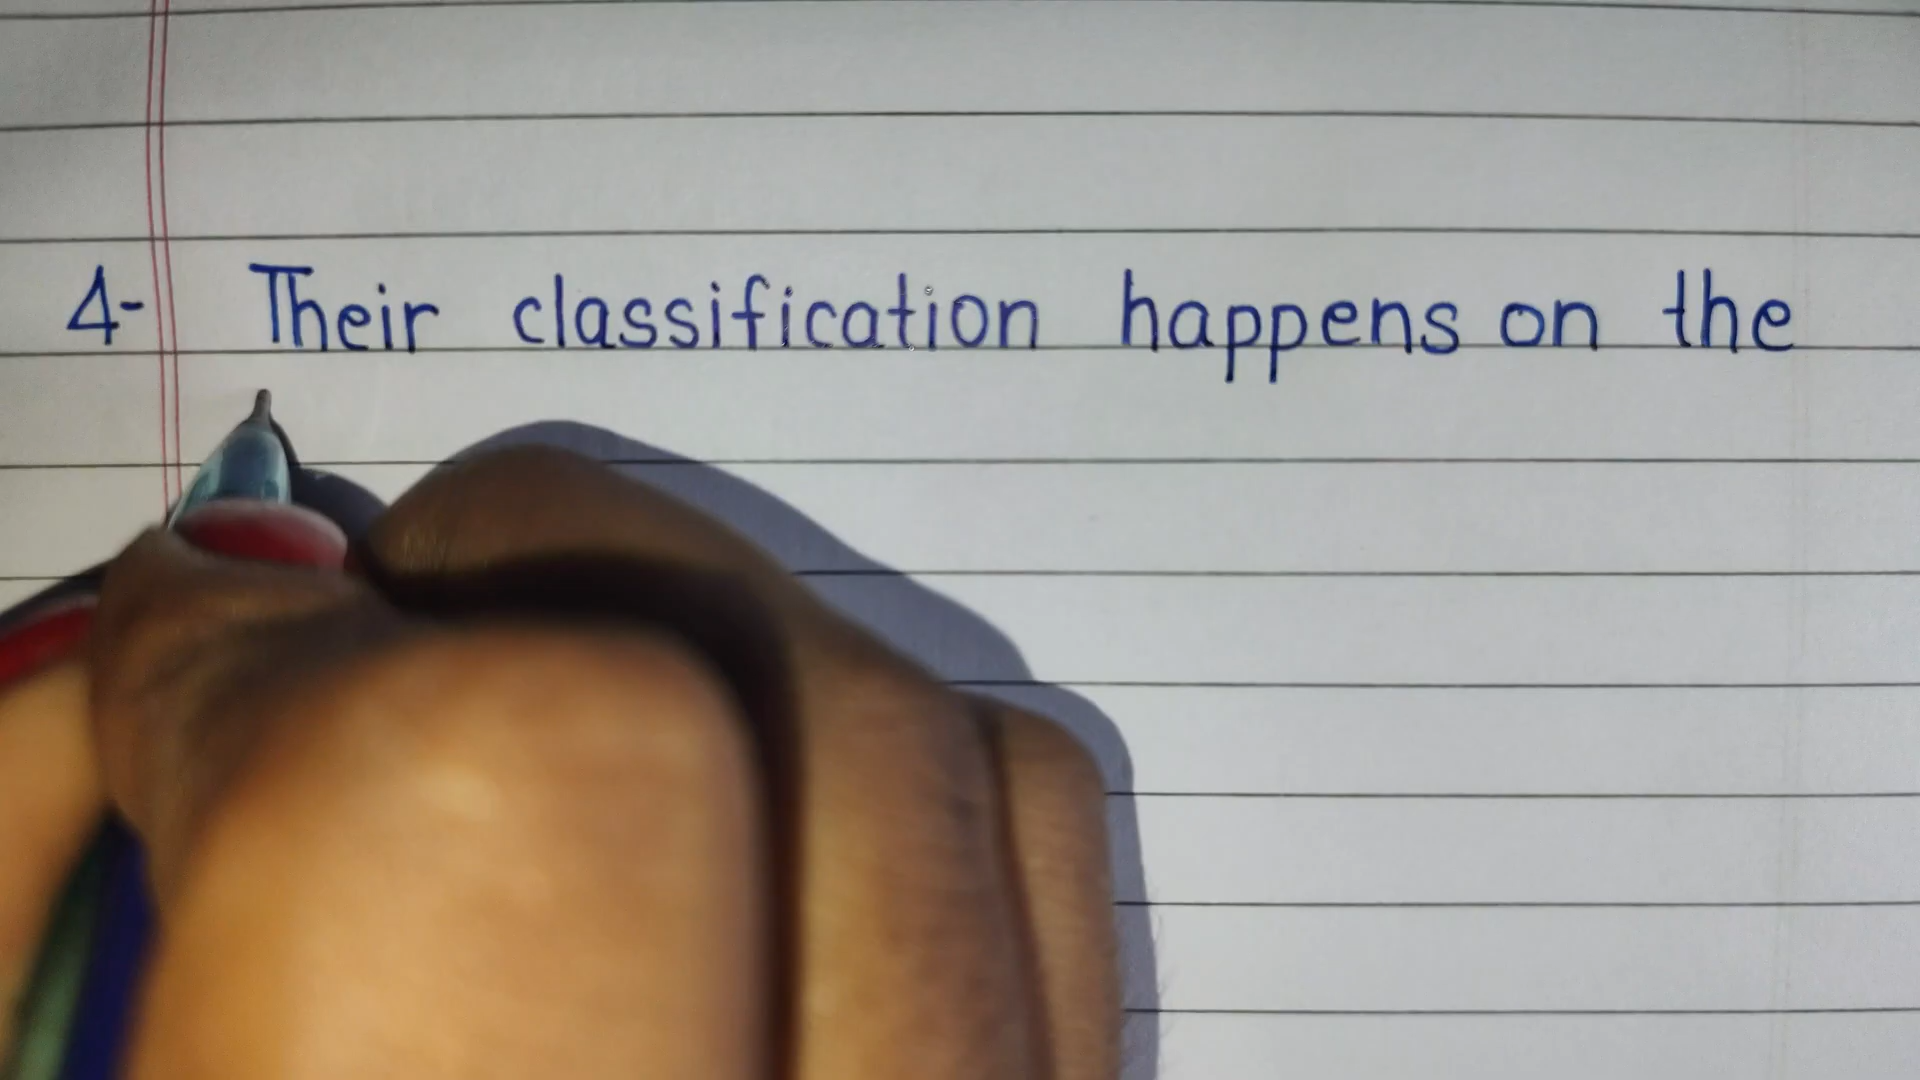 4- Their classification happens on the